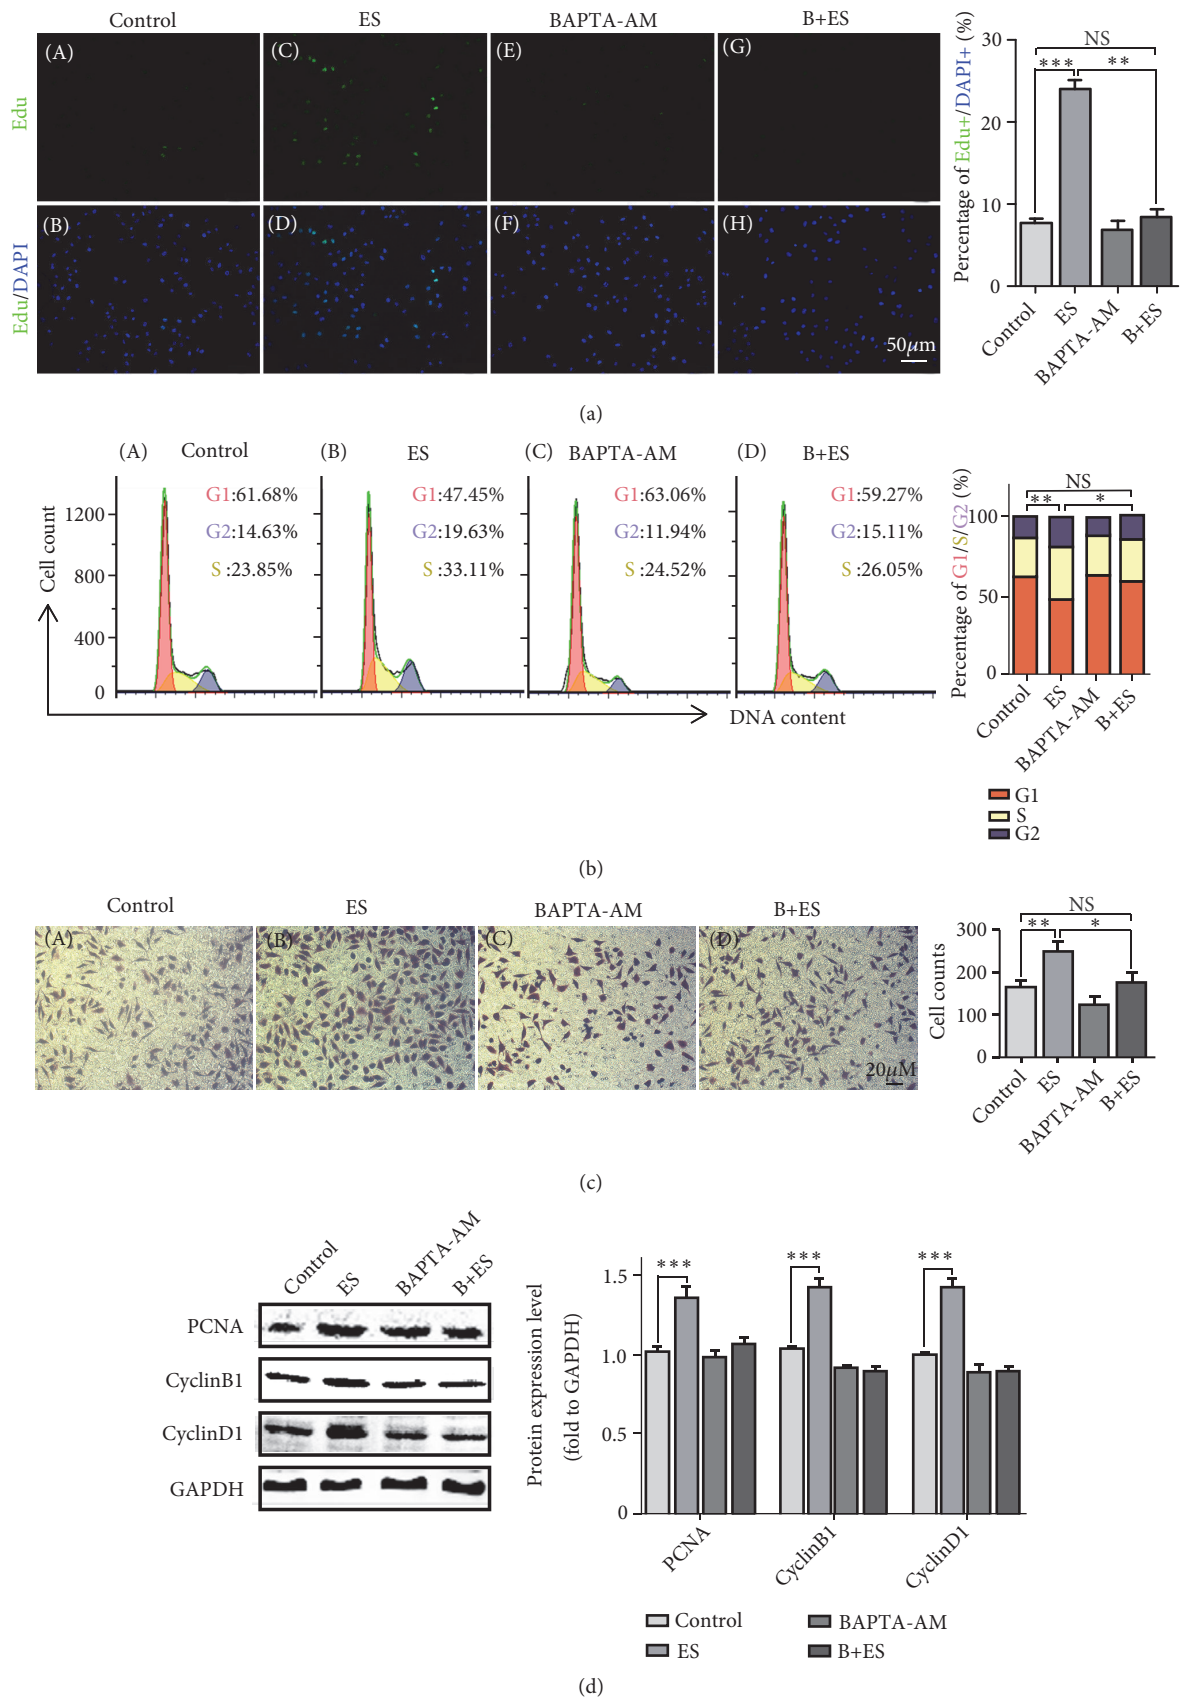 Control ES BAPTA-AM B+ES
(A) (C) (E) (G)
Edu
(B) (D) (F) (H)
Edu/DAPI
50μm
Percentage of Edu+/DAPI+ (%)
30
20
10
0
NS
*** **
Control ES BAPTA-AM B+ES
(a)
(A) Control (B) ES (C) BAPTA-AM (D) B+ES
Cell count
1200
800
400
0
G1:61.68%
G2:14.63%
S :23.85%
G1:47.45%
G2:19.63%
S :33.11%
G1:63.06%
G2:11.94%
S :24.52%
G1:59.27%
G2:15.11%
S :26.05%
DNA content
Percentage of G1/S/G2 (%)
100
50
0
NS
** *
Control ES BAPTA-AM B+ES
G1
S
G2
(b)
Control ES BAPTA-AM B+ES
(A) (B) (C) (D)
20μM
Cell counts
300
200
100
0
NS
** *
Control ES BAPTA-AM B+ES
(c)
Control ES BAPTA-AM B+ES
PCNA
CyclinB1
CyclinD1
GAPDH
Protein expression level
(fold to GAPDH)
1.5
1.0
0.5
0
*** *** ***
PCNA CyclinB1 CyclinD1
Control BAPTA-AM
ES B+ES
(d)